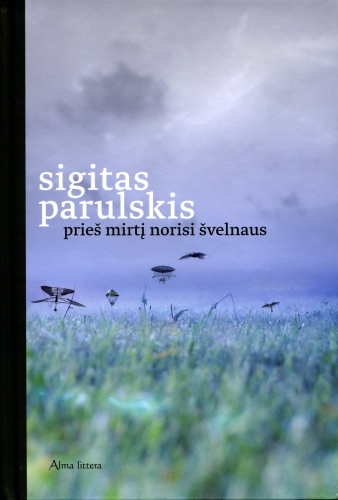 sigitas
parulskis
prieš mirtį norisi švelnaus
Alma littera